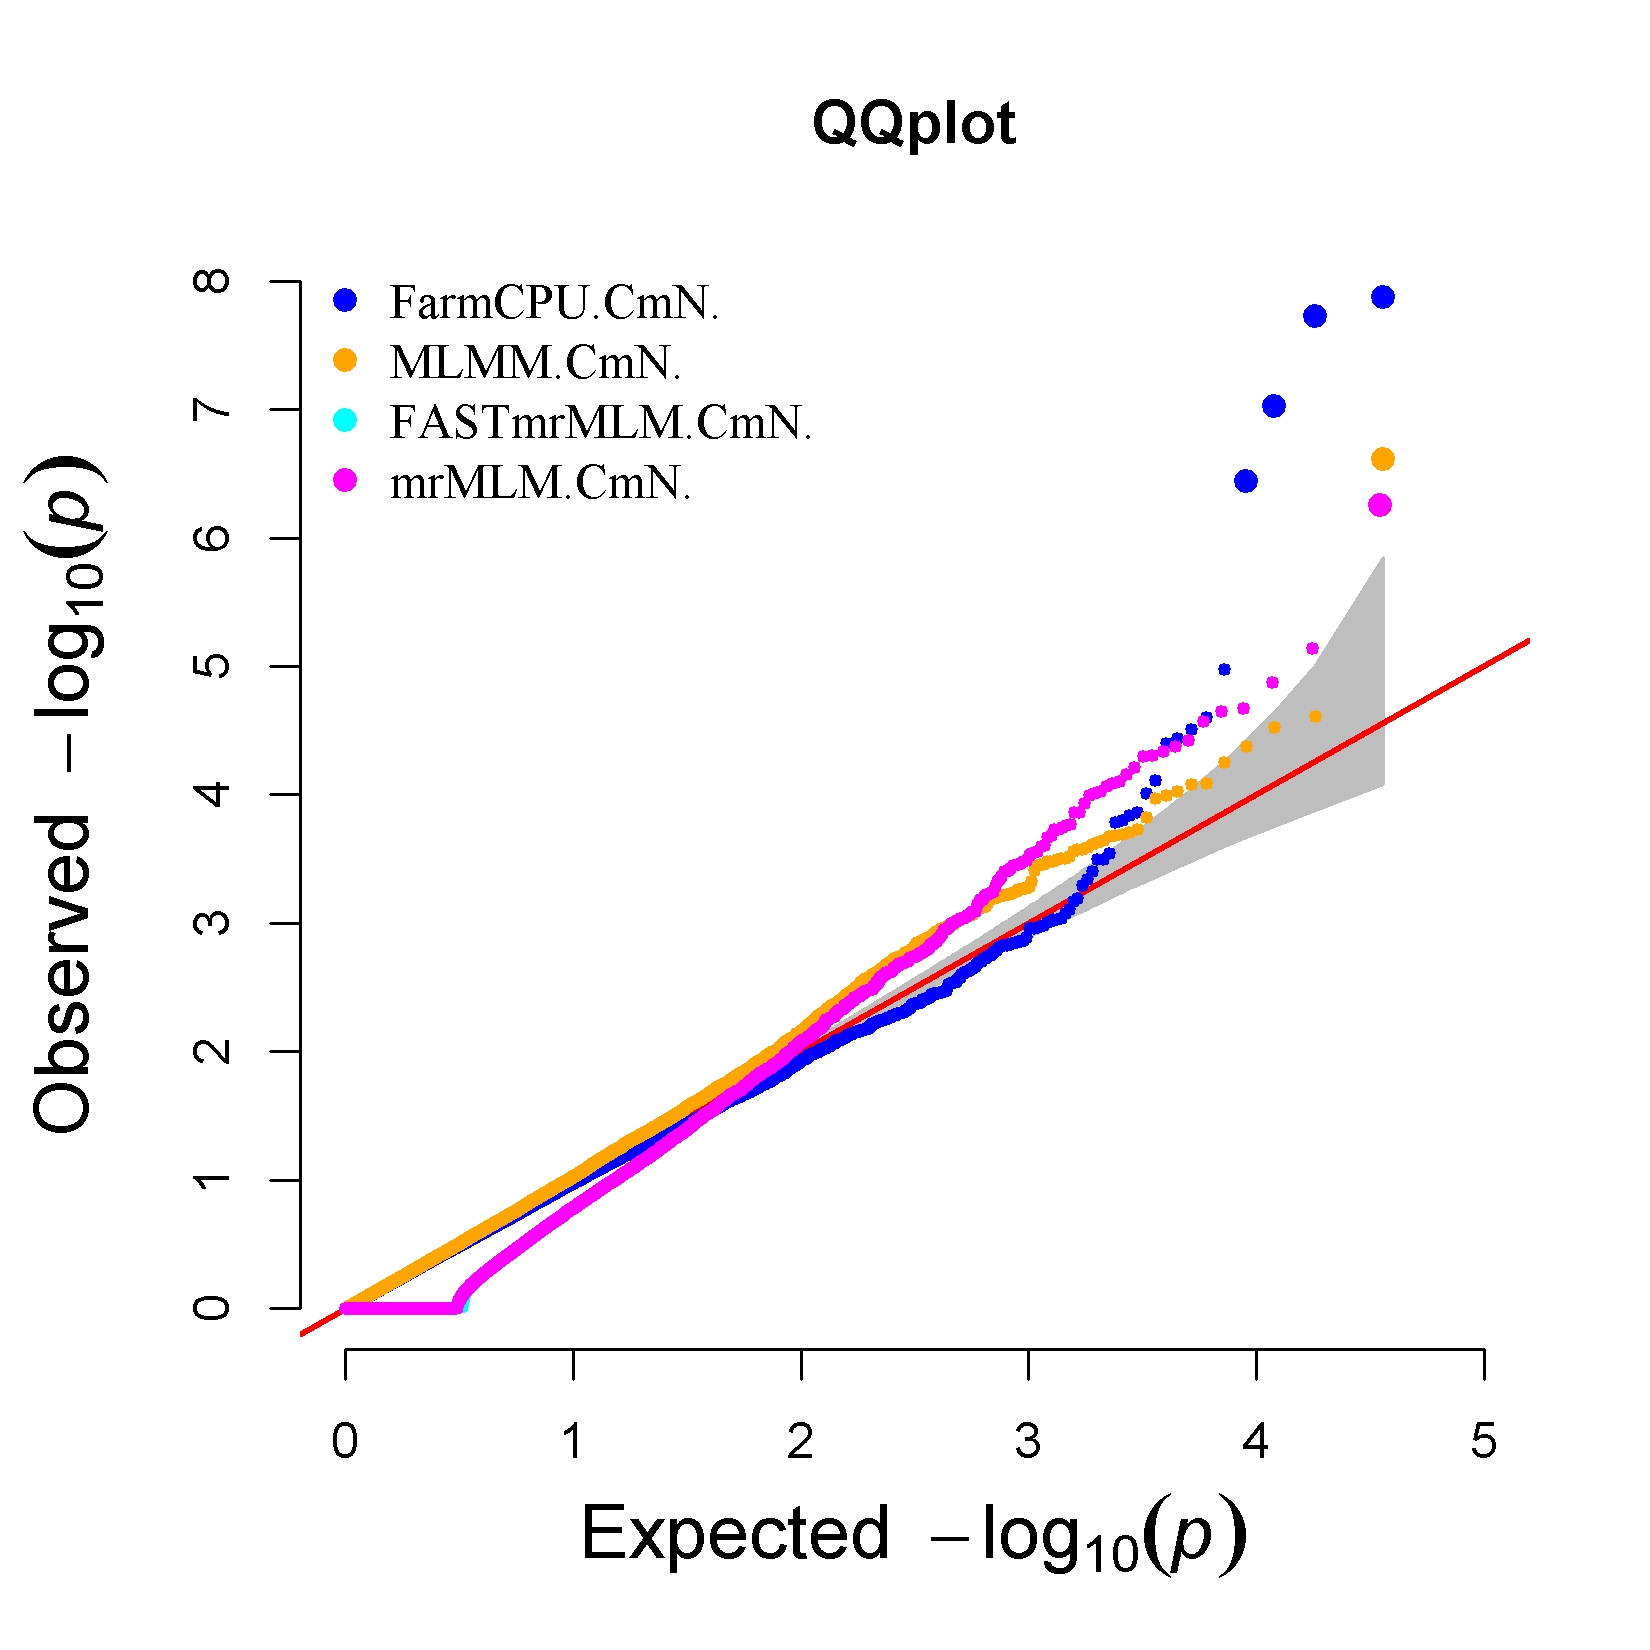 QQplot
FarmCPU.CmN.
MLMM.CmN.
FASTmrMLM.CmN.
mrMLM.CmN.
Observed −log10(p)
8
7
6
5
4
3
2
1
0
0 1 2 3 4 5
Expected −log10(p)